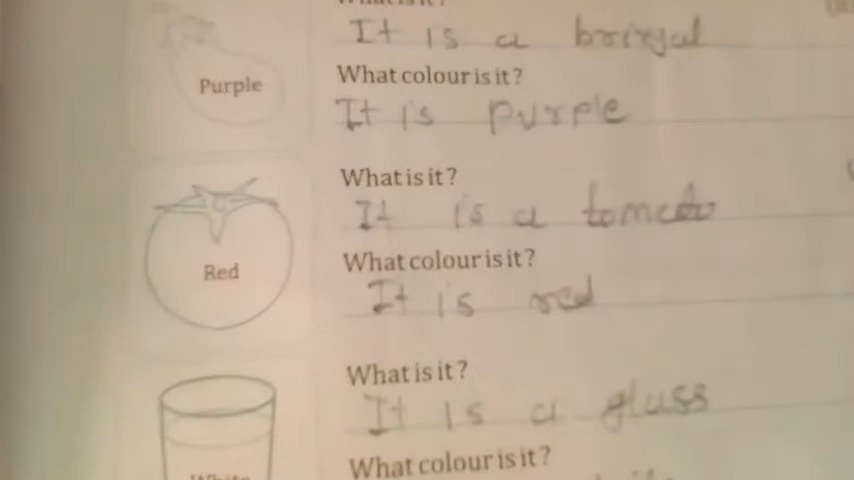 It is a brinjal
Purple
What colour is it?
It is purple
What is it?
It is a tomato
Red
What colour is it?
It is red
What is it?
It is a glass
What colour is it?